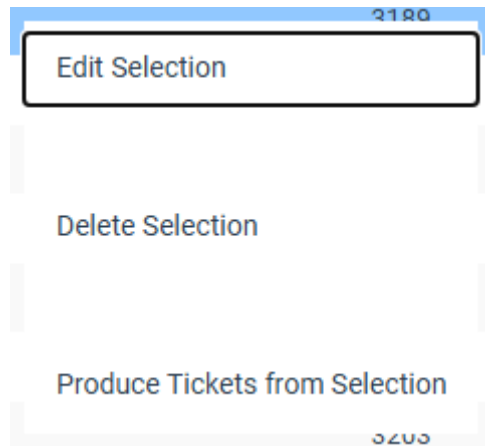 3189
Edit Selection
Delete Selection
Produce Tickets from Selection
3203